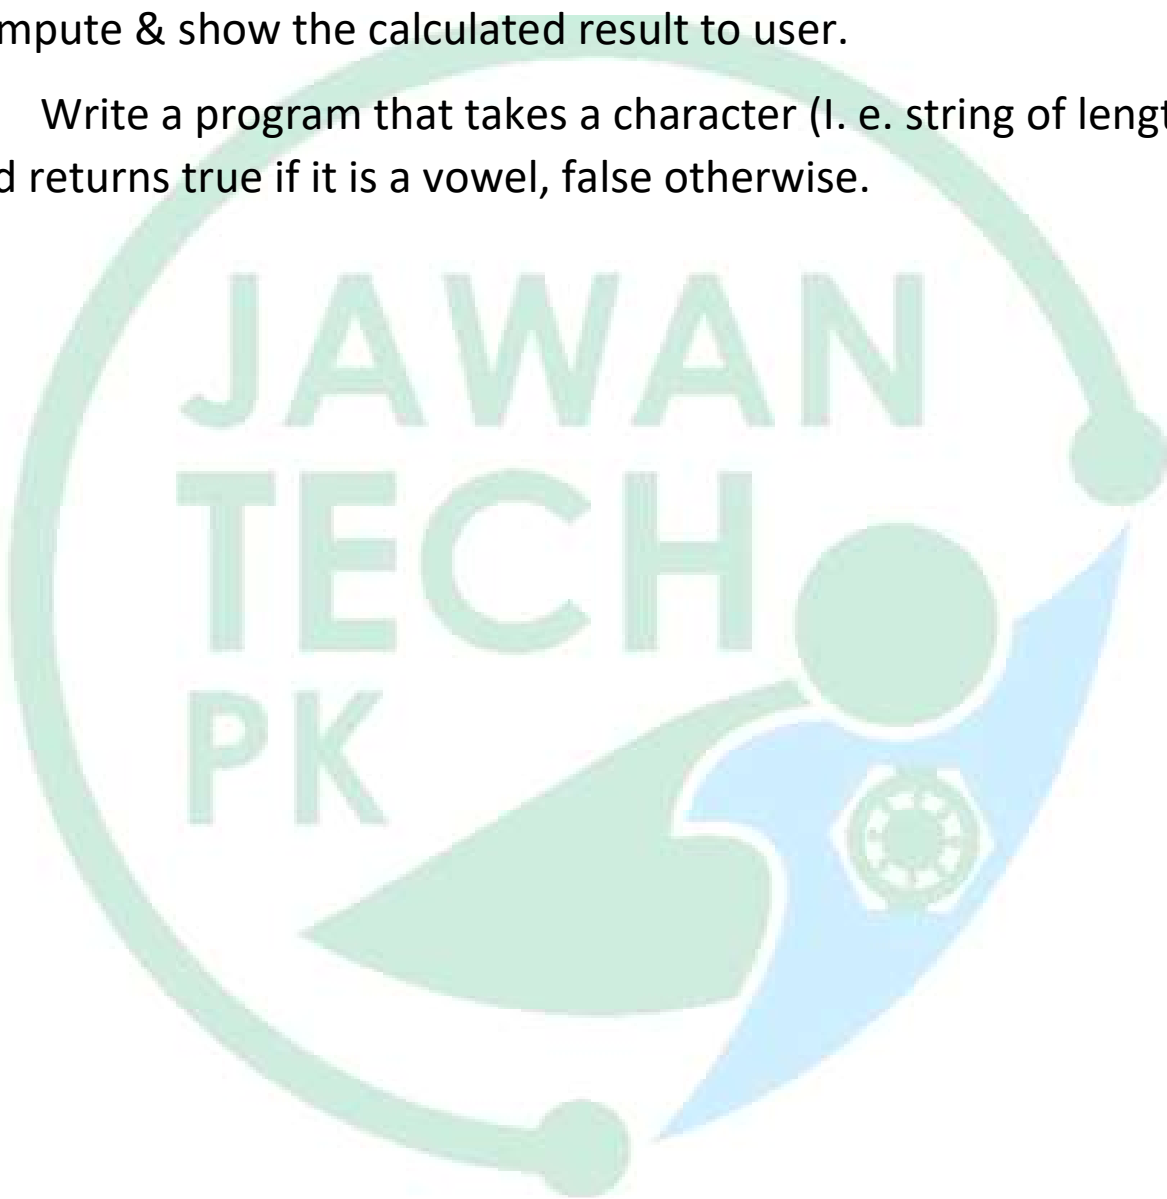 mpute & show the calculated result to user.
Write a program that takes a character (I. e. string of lengt
d returns true if it is a vowel, false otherwise.
JAWAN
TECH
PK